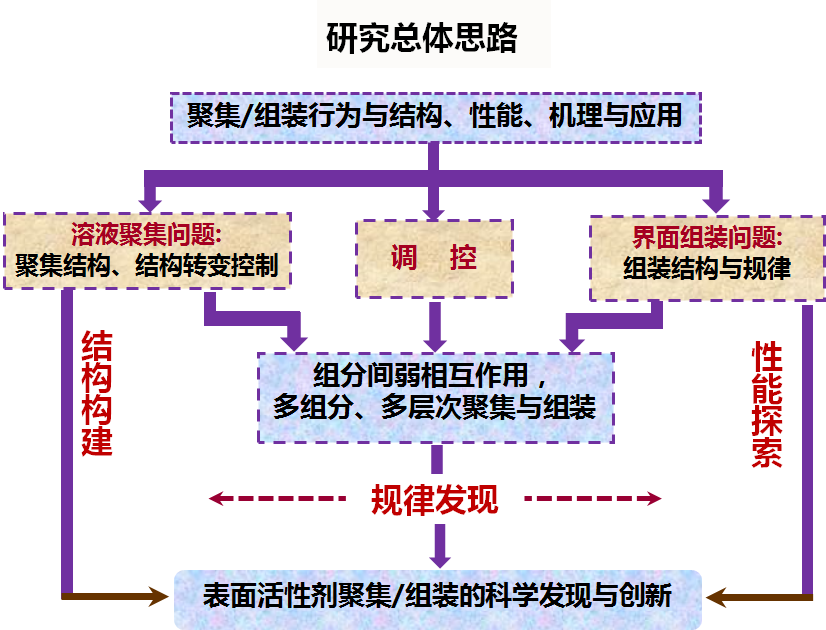 研究总体思路
聚集/组装行为与结构、性能、机理与应用
溶液聚集问题:
聚集结构、结构转变控制
调 控
界面组装问题:
组装结构与规律
结构构建
组分间弱相互作用，
多组分、多层次聚集与组装
性能探索
规律发现
表面活性剂聚集/组装的科学发现与创新